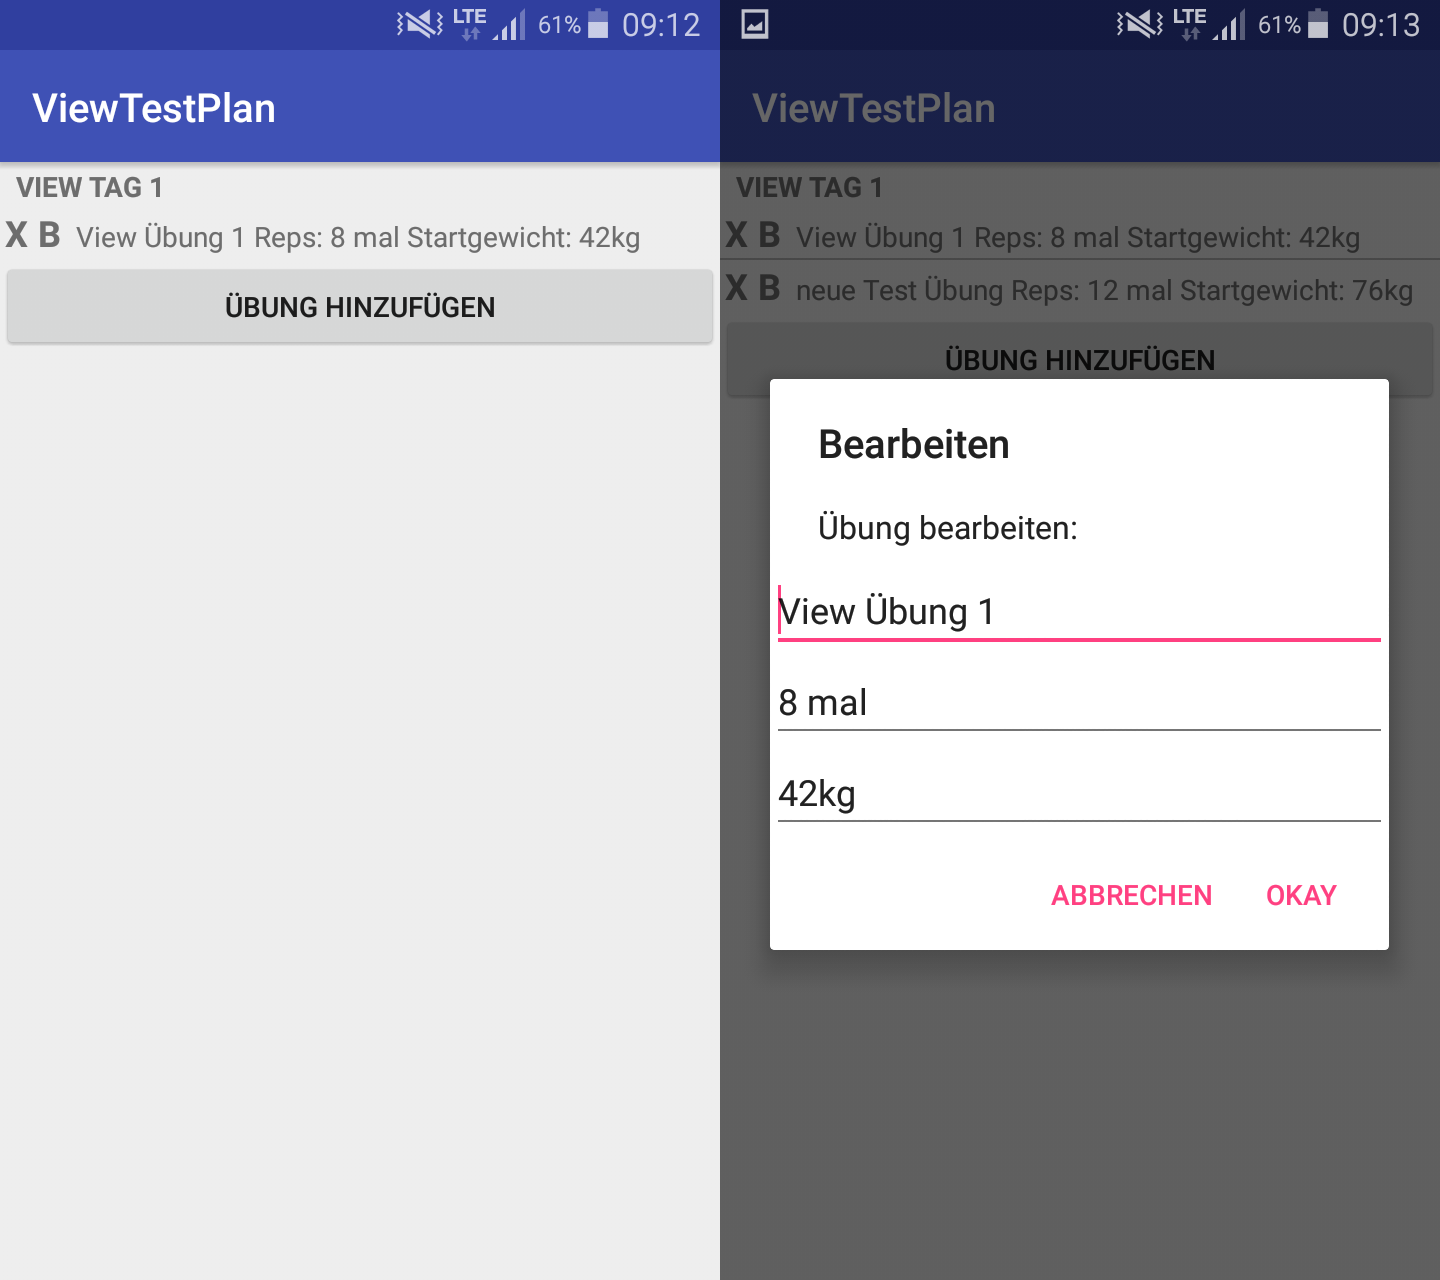 LTE 61% 09:12
ViewTestPlan
VIEW TAG 1
X B View Übung 1 Reps: 8 mal Startgewicht: 42kg
ÜBUNG HINZUFÜGEN
LTE 61% 09:13
ViewTestPlan
VIEW TAG 1
X B View Übung 1 Reps: 8 mal Startgewicht: 42kg
X B neue Test Übung Reps: 12 mal Startgewicht: 76kg
ÜBUNG HINZUFÜGEN
Bearbeiten
Übung bearbeiten:
View Übung 1
8 mal
42kg
ABBRECHEN OKAY